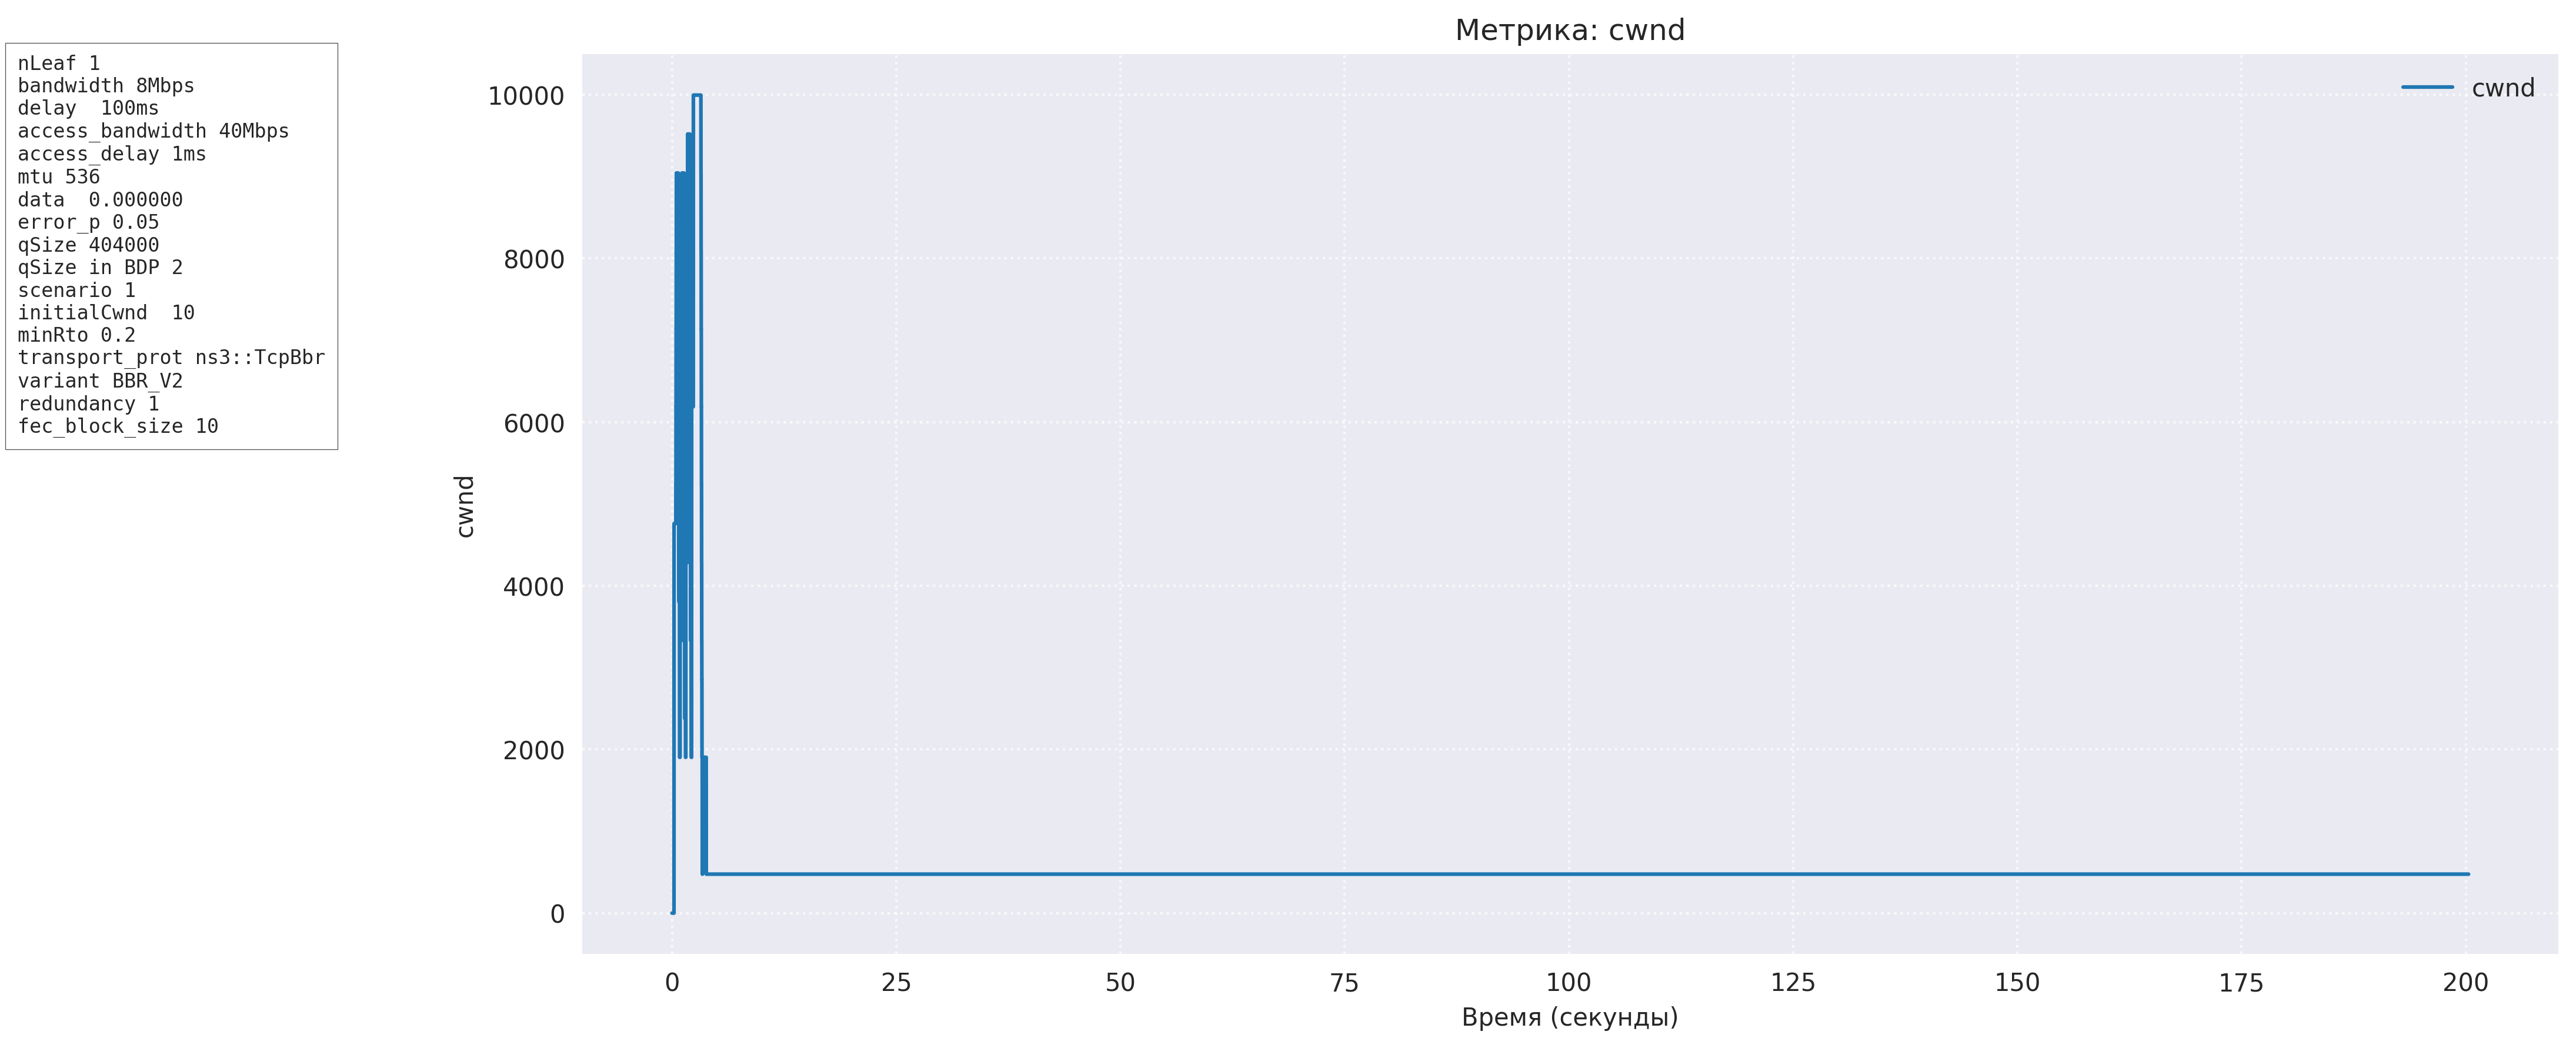 Метрика: cwnd
nLeaf 1
bandwidth 8Mbps
delay  100ms
access_bandwidth 40Mbps
access_delay 1ms
mtu 536
data  0.000000
error_p 0.05
qSize 404000
qSize in BDP 2
scenario 1
initialCwnd  10
minRto 0.2
transport_prot ns3::TcpBbr
variant BBR_V2
redundancy 1
fec_block_size 10
cwnd
cwnd
10000
8000
6000
4000
2000
0
0 25 50 75 100 125 150 175 200
Время (секунды)